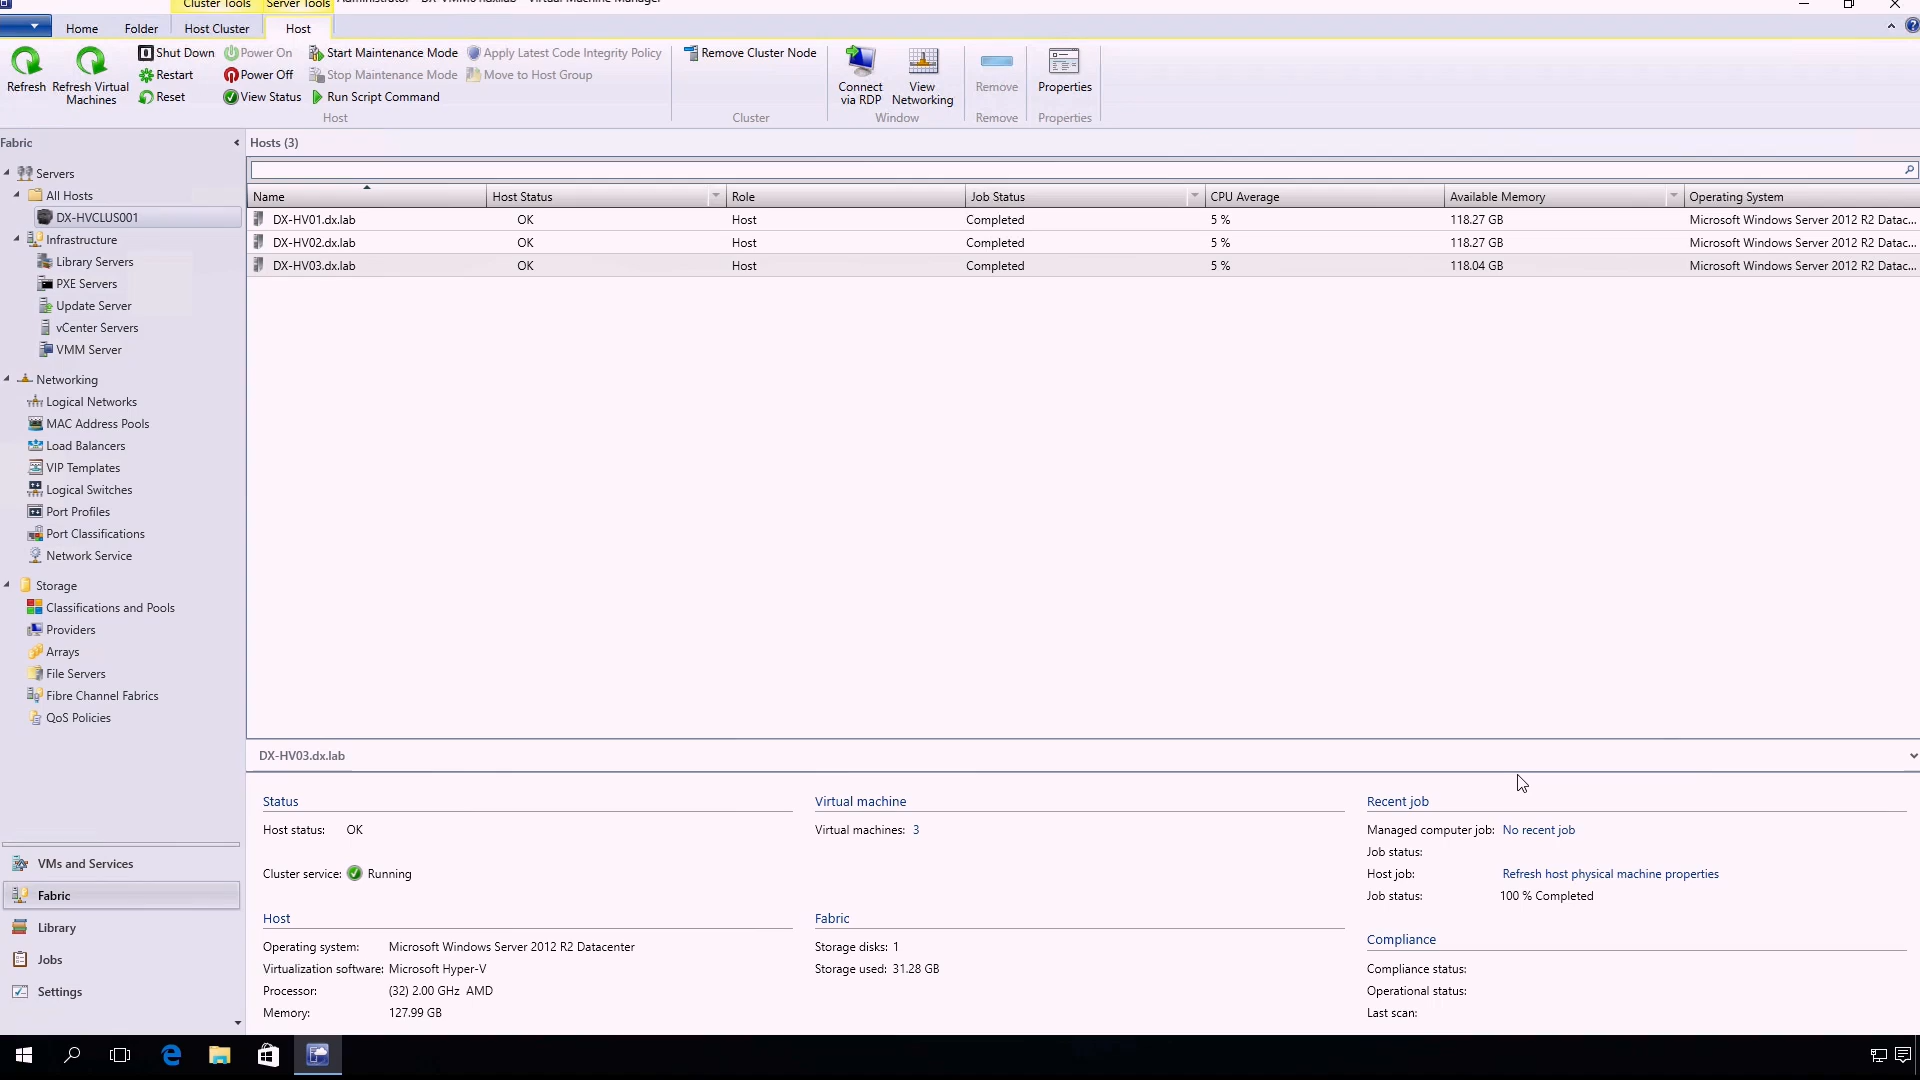 Cluster Tools Server Tools
Home Folder Host Cluster Host
Refresh
Refresh Virtual Machines
Shut Down
Restart
Reset
Power On
Power Off
View Status
Start Maintenance Mode
Stop Maintenance Mode
Run Script Command
Apply Latest Code Integrity Policy
Move to Host Group
Host
Remove Cluster Node
Cluster
Connect via RDP
View Networking
Window
Remove
Remove
Properties
Properties
Fabric
Servers
All Hosts
DX-HVCLUS001
Infrastructure
Library Servers
PXE Servers
Update Server
vCenter Servers
VMM Server
Networking
Logical Networks
MAC Address Pools
Load Balancers
VIP Templates
Logical Switches
Port Profiles
Port Classifications
Network Service
Storage
Classifications and Pools
Providers
Arrays
File Servers
Fibre Channel Fabrics
QoS Policies
VMs and Services
Fabric
Library
Jobs
Settings
Hosts (3)
Name Host Status Role Job Status CPU Average Available Memory Operating System
DX-HV01.dx.lab OK Host Completed 5 % 118.27 GB Microsoft Windows Server 2012 R2 Datac...
DX-HV02.dx.lab OK Host Completed 5 % 118.27 GB Microsoft Windows Server 2012 R2 Datac...
DX-HV03.dx.lab OK Host Completed 5 % 118.04 GB Microsoft Windows Server 2012 R2 Datac...
DX-HV03.dx.lab
Status
Host status: OK
Cluster service: Running
Host
Operating system: Microsoft Windows Server 2012 R2 Datacenter
Virtualization software: Microsoft Hyper-V
Processor: (32) 2.00 GHz AMD
Memory: 127.99 GB
Virtual machine
Virtual machines: 3
Fabric
Storage disks: 1
Storage used: 31.28 GB
Recent job
Managed computer job: No recent job
Job status:
Host job: Refresh host physical machine properties
Job status: 100 % Completed
Compliance
Compliance status:
Operational status:
Last scan: